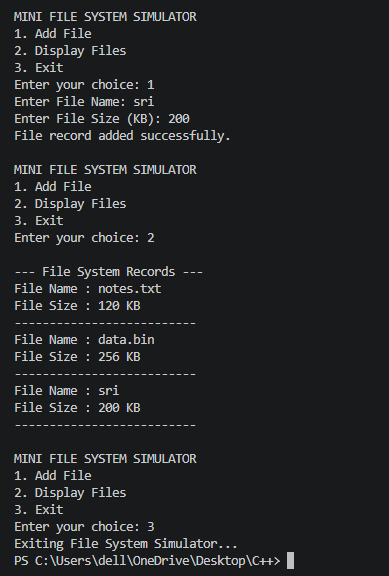 MINI FILE SYSTEM SIMULATOR
1. Add File
2. Display Files
3. Exit
Enter your choice: 1
Enter File Name: sri
Enter File Size (KB): 200
File record added successfully.

MINI FILE SYSTEM SIMULATOR
1. Add File
2. Display Files
3. Exit
Enter your choice: 2

--- File System Records ---
File Name : notes.txt
File Size : 120 KB
--------------------------
File Name : data.bin
File Size : 256 KB
--------------------------
File Name : sri
File Size : 200 KB
--------------------------

MINI FILE SYSTEM SIMULATOR
1. Add File
2. Display Files
3. Exit
Enter your choice: 3
Exiting File System Simulator...
PS C:\Users\dell\OneDrive\Desktop\C++>